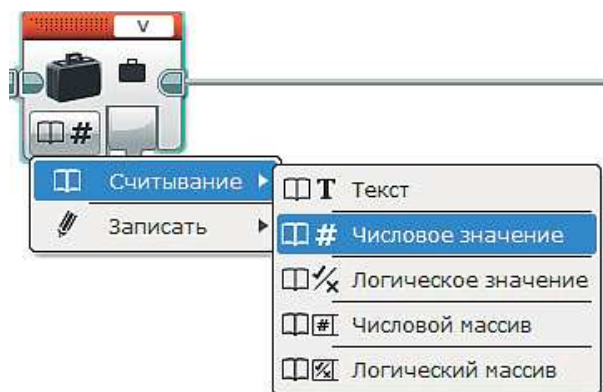 V
#
Считывание
Записать
T Текст
# Числовое значение
Логическое значение
# Числовой массив
Логический массив